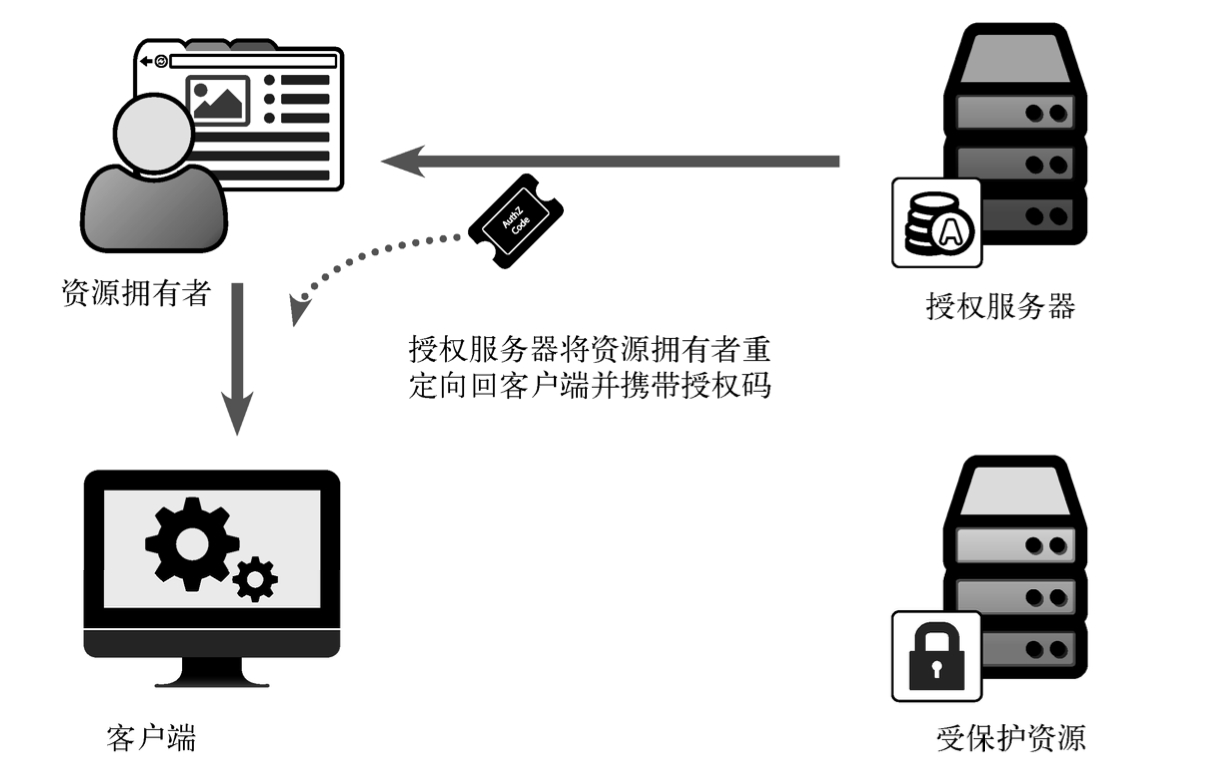 AuthZ
Code
资源拥有者
授权服务器
授权服务器将资源拥有者重
定向回客户端并携带授权码
客户端
受保护资源
A